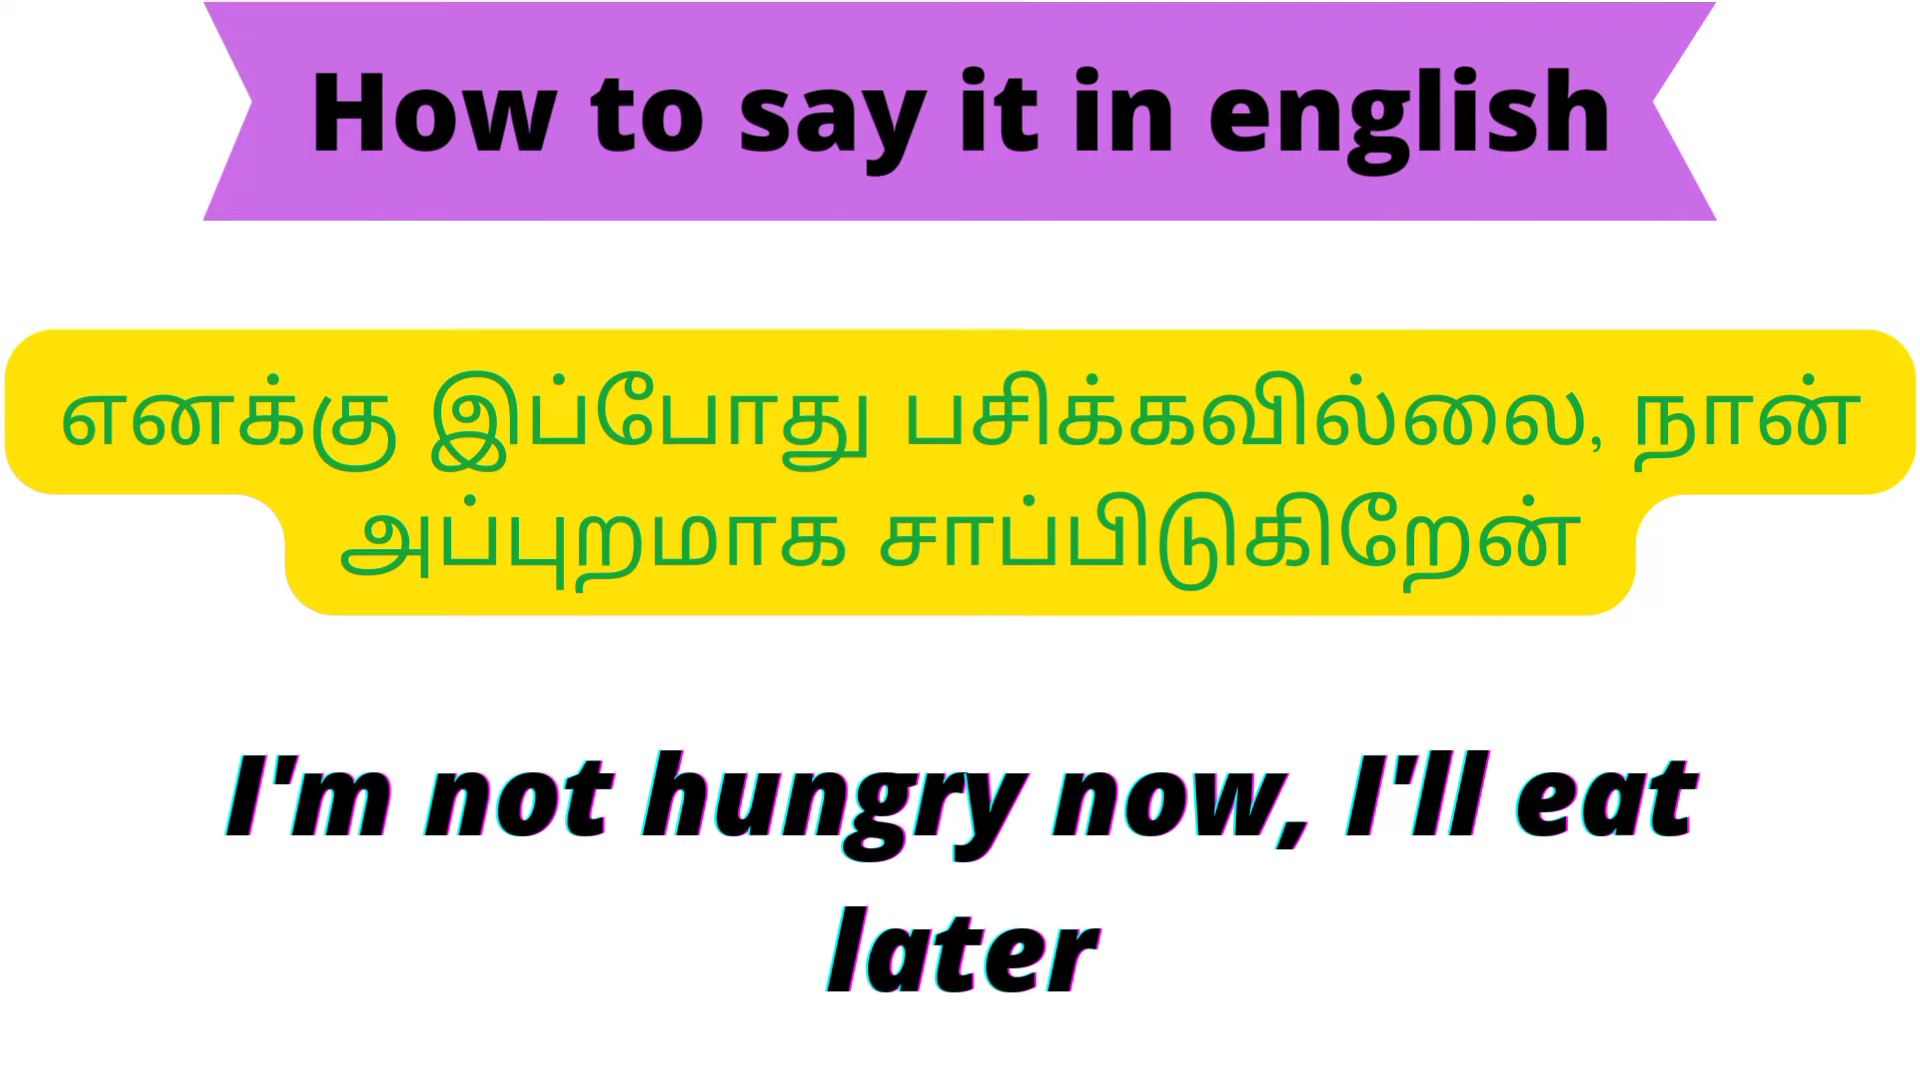 How to say it in english
எனக்கு இப்போது பசிக்கவில்லை, நான்
அப்புறமாக சாப்பிடுகிறேன்
I'm not hungry now, I'll eat
later